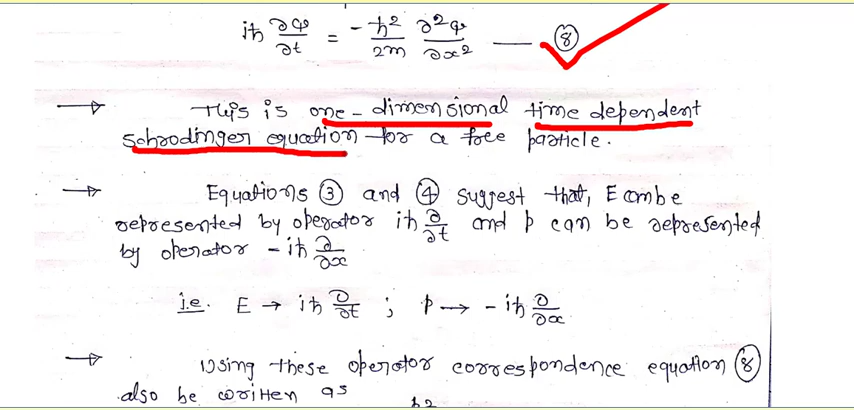 iħ ∂ψ/∂t = -ħ²/2m ∂²ψ/∂x² — ⑧
→ This is one-dimensional time dependent
Schrodinger equation for a free particle.
→ Equations ③ and ④ suggest that, E can be
represented by operator iħ ∂/∂t and p can be represented
by operator -iħ ∂/∂x
i.e. E → iħ ∂/∂t ; p → -iħ ∂/∂x
→ Using these operator correspondence equation ⑧
also be written as